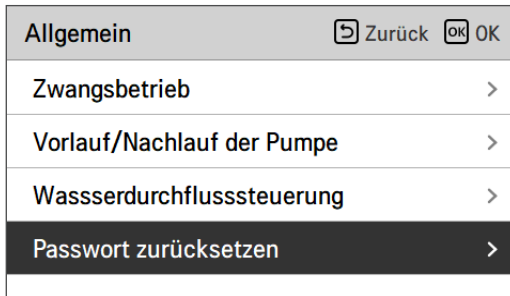 Allgemein Zurück OK OK
Zwangsbetrieb
Vorlauf/Nachlauf der Pumpe
Wassserdurchflusssteuerung
Passwort zurücksetzen